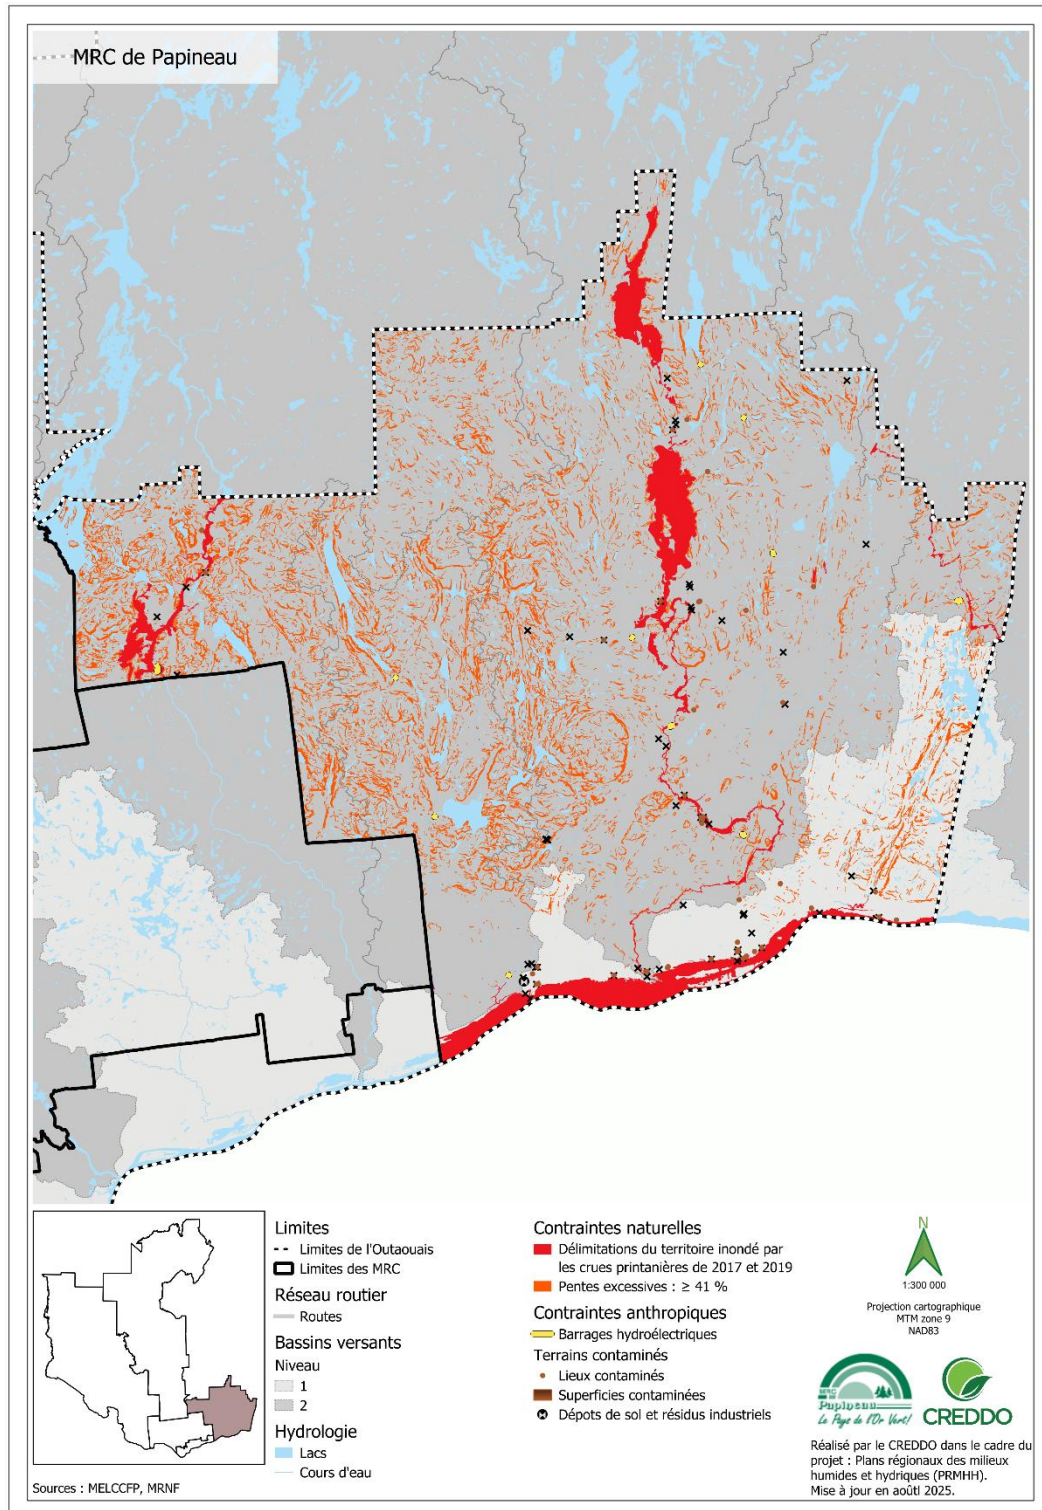 MRC de Papineau
Limites
Limites de l'Outaouais
Limites des MRC
Réseau routier
Routes
Bassins versants
Niveau
1
2
Hydrologie
Lacs
Cours d'eau
Sources : MELCCFP, MRNF
Contraintes naturelles
Délimitations du territoire inondé par
les crues printanières de 2017 et 2019
Pentes excessives : ≥ 41 %
Contraintes anthropiques
Barrages hydroélectriques
Terrains contaminés
Lieux contaminés
Superficies contaminées
Dépots de sol et résidus industriels
N
1:300 000
Projection cartographique
MTM zone 9
NAD83
MRC de
Papineau
Le Pays de l'Or Vert!
CREDDO
Réalisé par le CREDDO dans le cadre du
projet : Plans régionaux des milieux
humides et hydriques (PRMHH).
Mise à jour en aoûtl 2025.